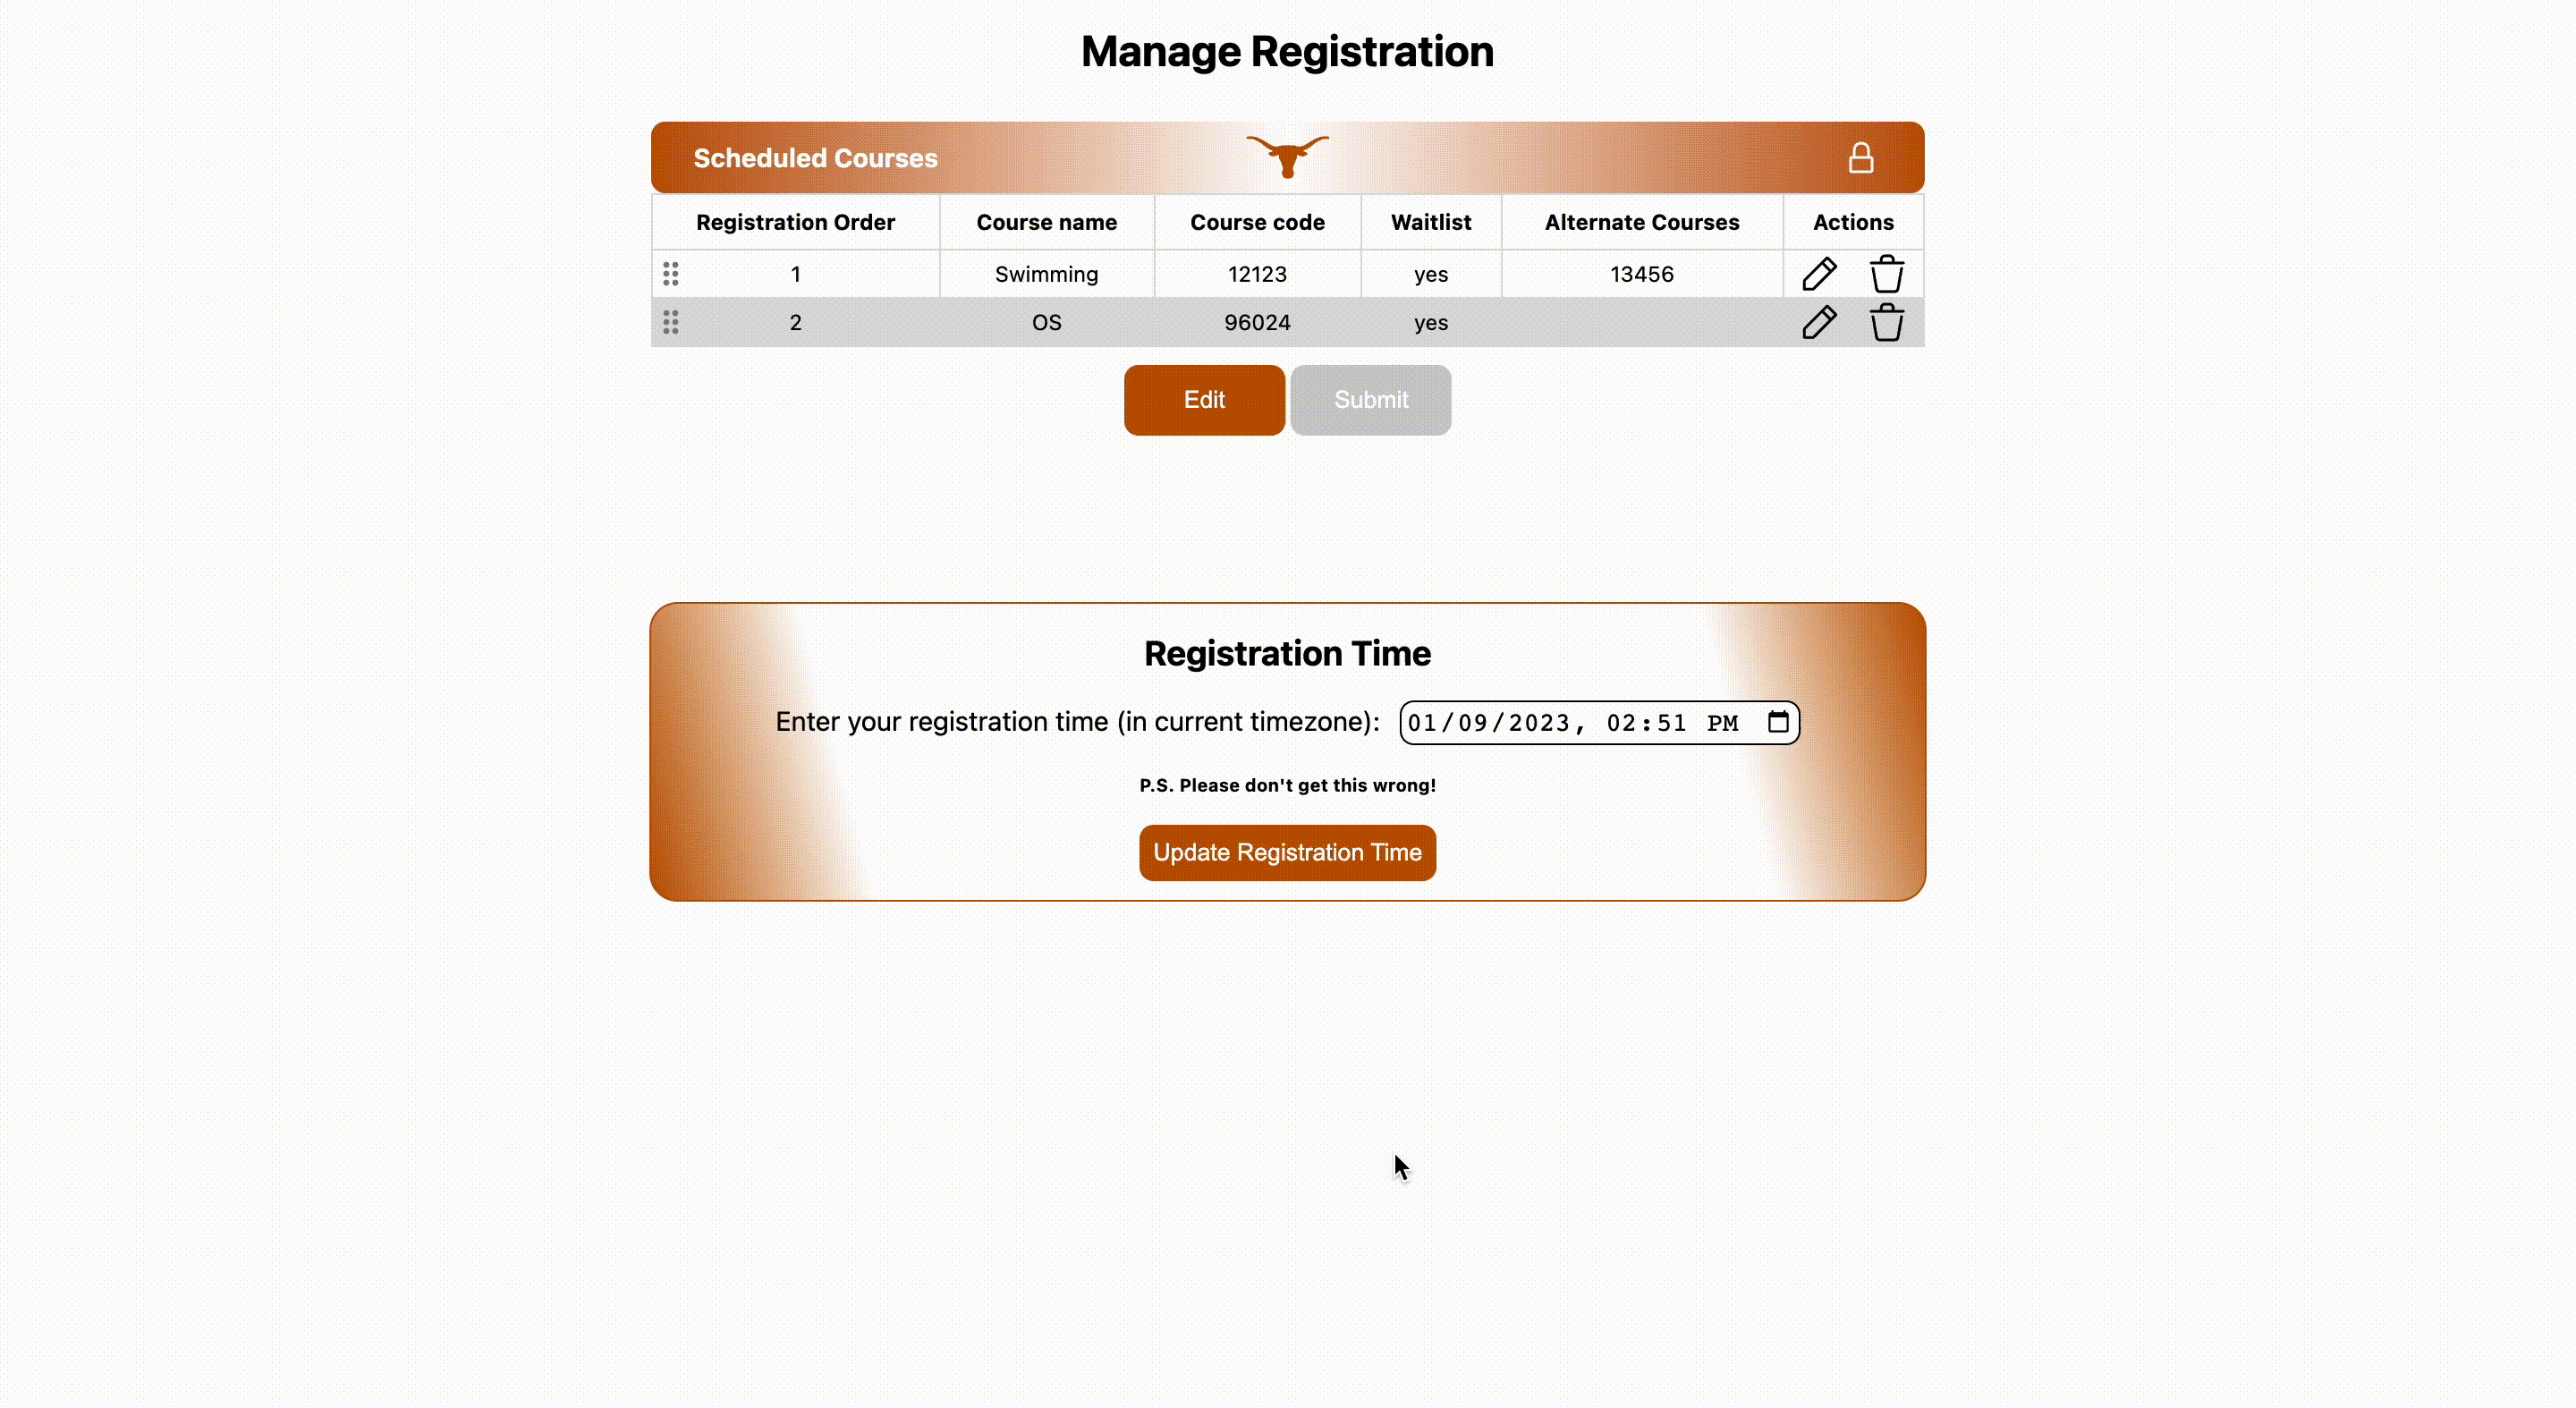 Manage Registration
Scheduled Courses
Registration Order Course name Course code Waitlist Alternate Courses Actions
1 Swimming 12123 yes 13456
2 OS 96024 yes
Edit Submit
Registration Time
Enter your registration time (in current timezone): 01/09/2023, 02:51 PM
P.S. Please don't get this wrong!
Update Registration Time